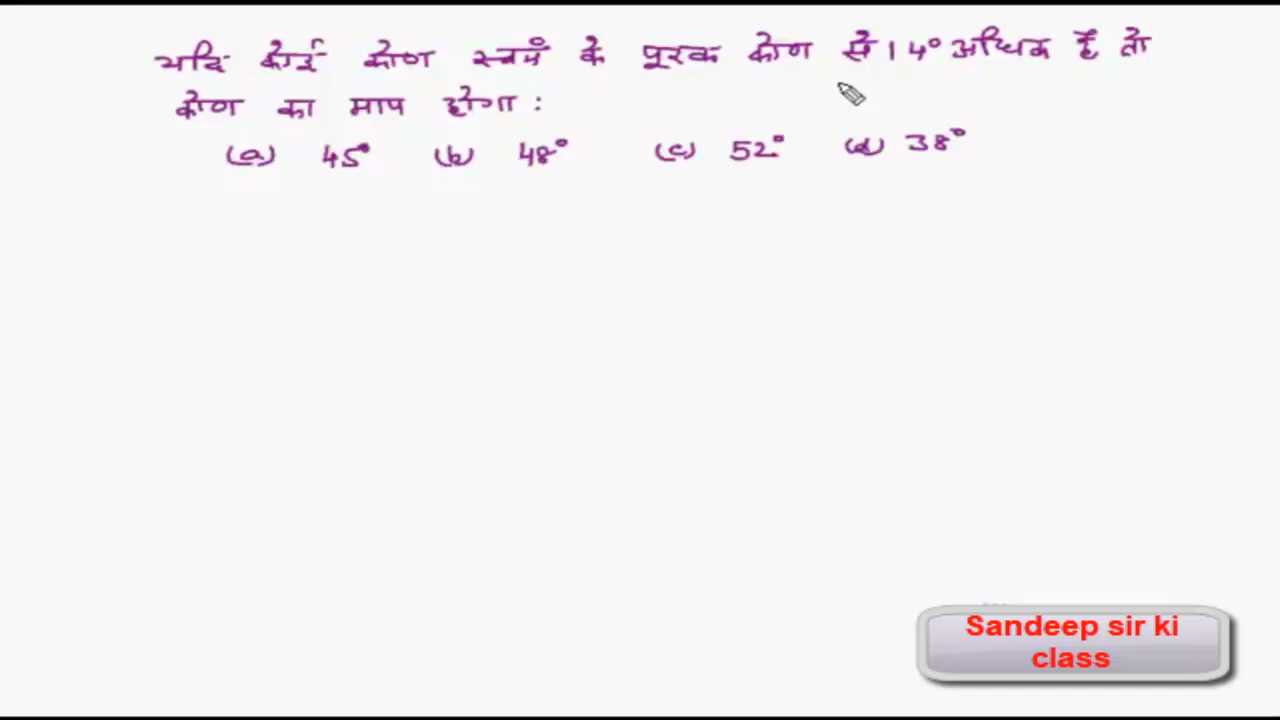 यदि कोई कोण स्वयं के पूरक कोण से 14° अधिक है तो
कोण का माप होगा :
(a) 45° (b) 48° (c) 52° (d) 38°
Sandeep sir ki
class